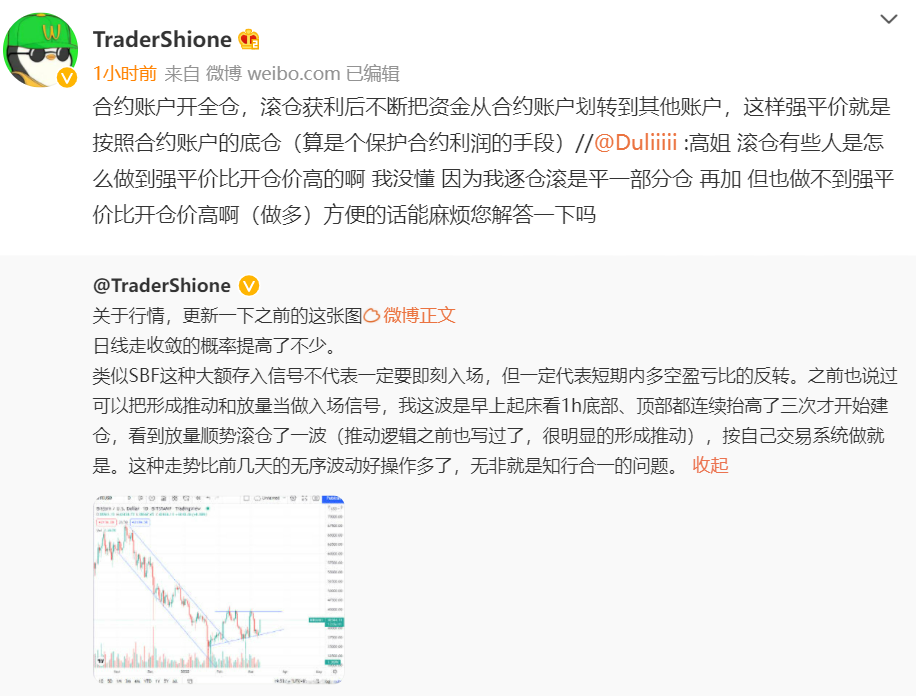 TraderShione
1小时前 来自 微博 weibo.com 已编辑
合约账户开全仓，滚仓获利后不断把资金从合约账户划转到其他账户，这样强平价就是
按照合约账户的底仓（算是个保护合约利润的手段）//@Duliiiii :高姐 滚仓有些人是怎
么做到强平价比开仓价高的啊 我没懂 因为我逐仓滚是平一部分仓 再加 但也做不到强平
价比开仓价高啊（做多）方便的话能麻烦您解答一下吗
@TraderShione
关于行情，更新一下之前的这张图微博正文
日线走收敛的概率提高了不少。
类似SBF这种大额存入信号不代表一定要即刻入场，但一定代表短期内多空盈亏比的反转。之前也说过
可以把形成推动和放量当做入场信号，我这波是早上起床看1h底部、顶部都连续抬高了三次才开始建
仓，看到放量顺势滚仓了一波（推动逻辑之前也写过了，很明显的形成推动），按自己交易系统做就
是。这种走势比前几天的无序波动好操作多了，无非就是知行合一的问题。 收起